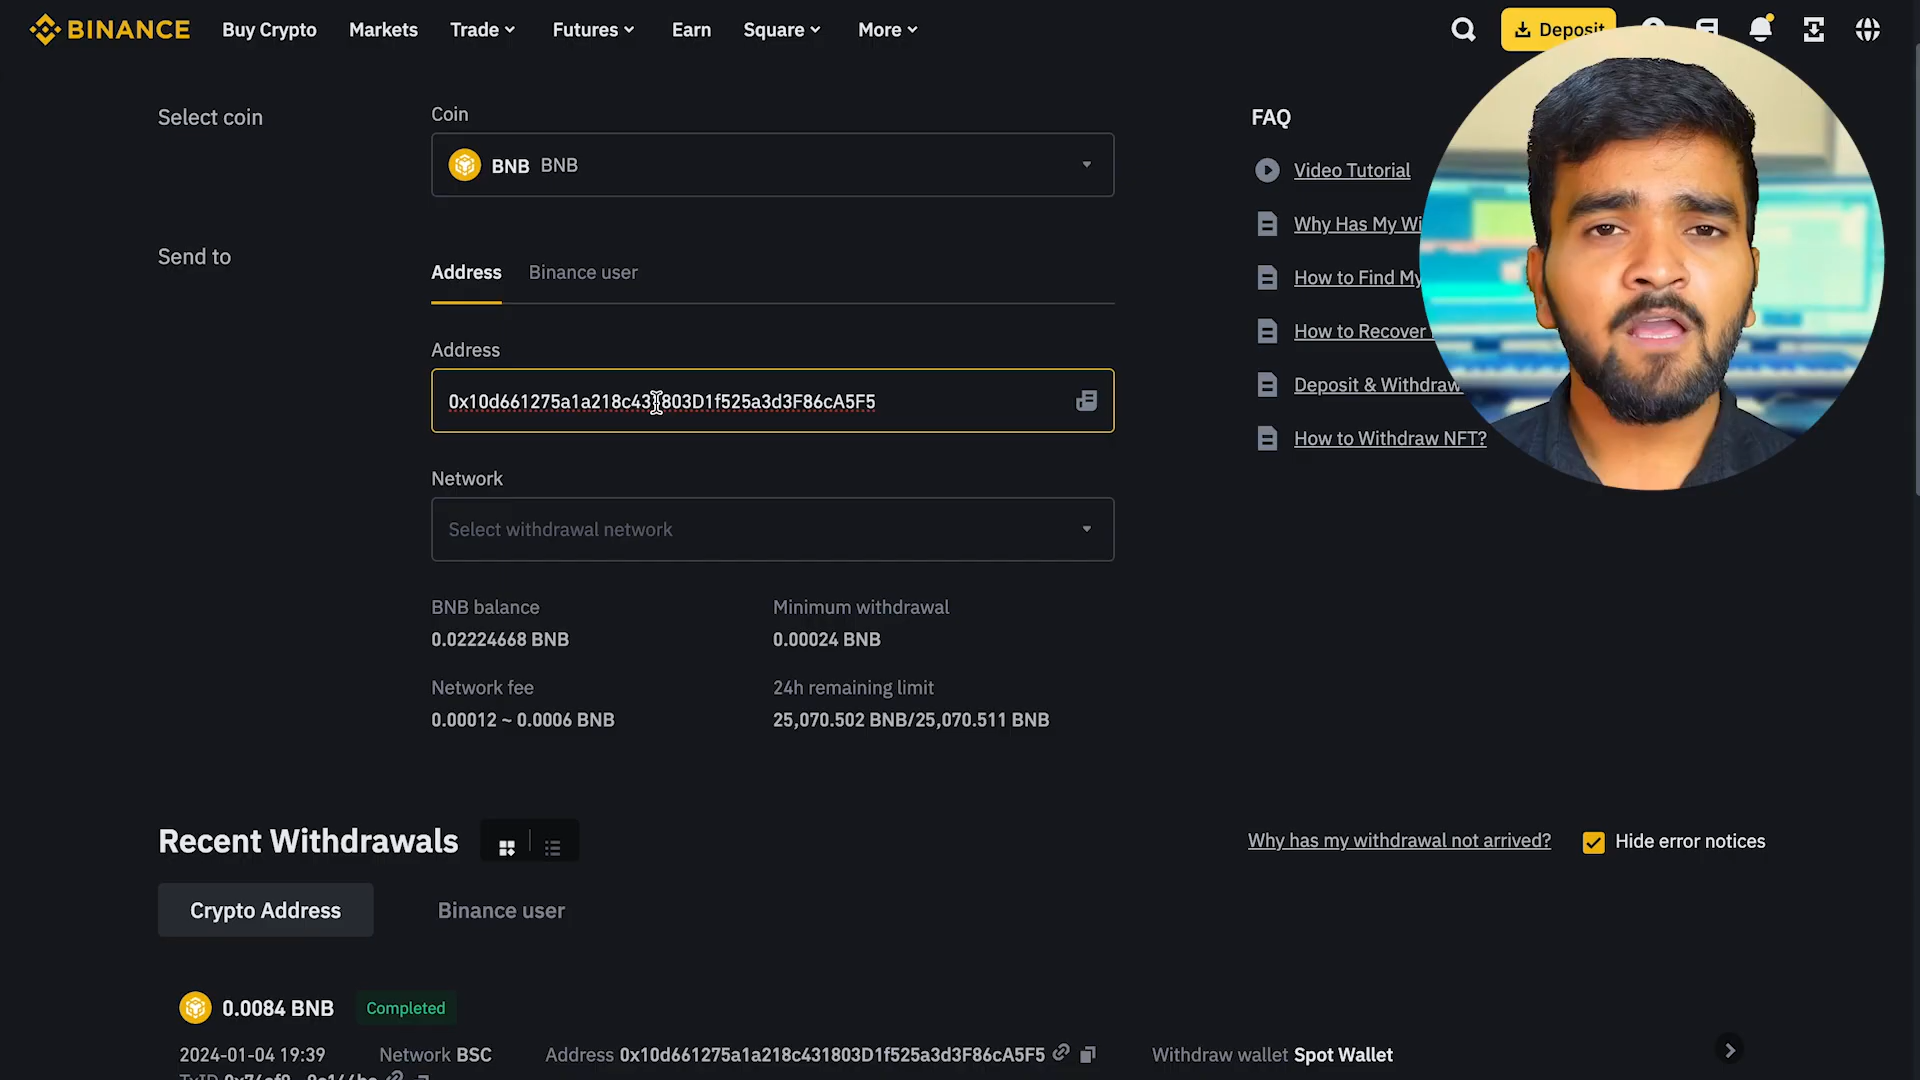 BINANCE Buy Crypto Markets Trade Futures Earn Square More Deposit
Select coin
Coin
BNB BNB
Send to
Address Binance user
Address
0x10d661275a1a218c431803D1f525a3d3F86cA5F5
Network
Select withdrawal network
BNB balance Minimum withdrawal
0.02224668 BNB 0.00024 BNB
Network fee 24h remaining limit
0.00012 ~ 0.0006 BNB 25,070.502 BNB/25,070.511 BNB
FAQ
Video Tutorial
Why Has My
How to Find My
How to Recover
Deposit & Withdraw
How to Withdraw NFT?
Recent Withdrawals
Why has my withdrawal not arrived? Hide error notices
Crypto Address Binance user
0.0084 BNB Completed
2024-01-04 19:39 Network BSC Address 0x10d661275a1a218c431803D1f525a3d3F86cA5F5 Withdraw wallet Spot Wallet